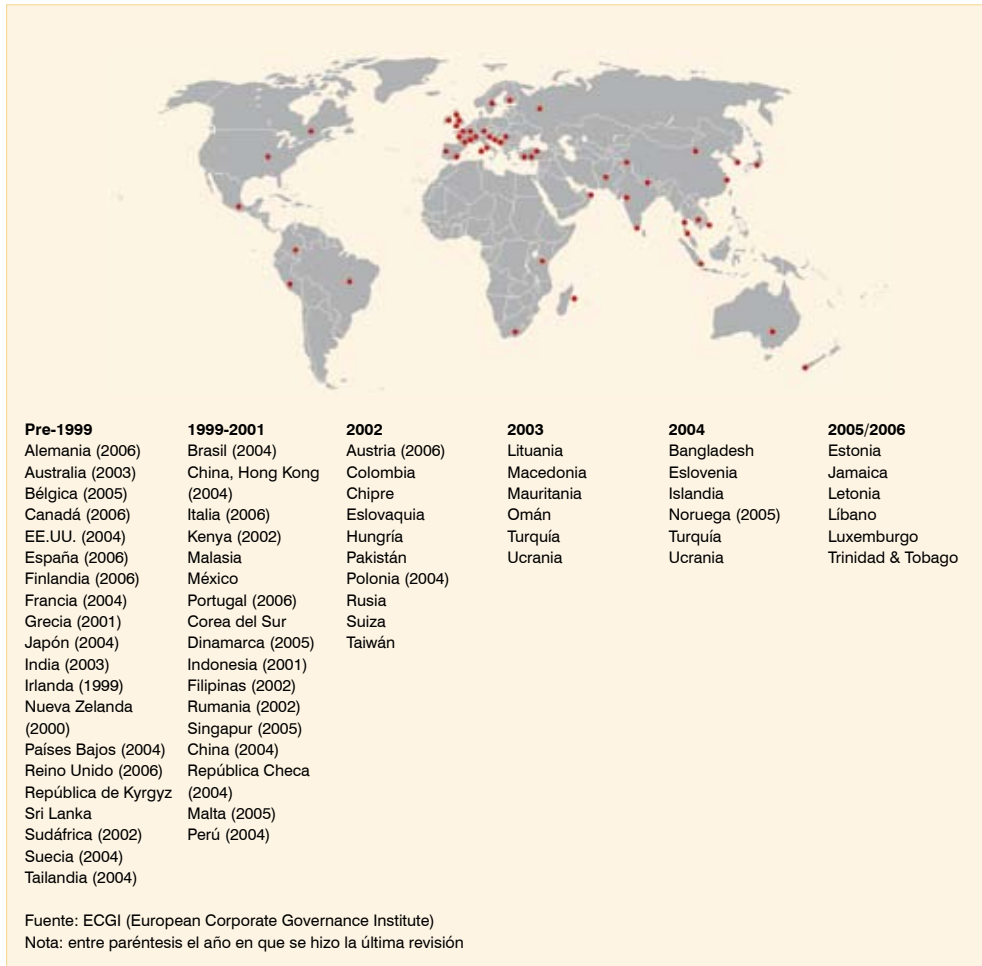 Pre-1999
Alemania (2006)
Australia (2003)
Bélgica (2005)
Canadá (2006)
EE.UU. (2004)
España (2006)
Finlandia (2006)
Francia (2004)
Grecia (2001)
Japón (2004)
India (2003)
Irlanda (1999)
Nueva Zelanda
(2000)
Países Bajos (2004)
Reino Unido (2006)
República de Kyrgyz
Sri Lanka
Sudáfrica (2002)
Suecia (2004)
Tailandia (2004)
1999-2001
Brasil (2004)
China, Hong Kong
(2004)
Italia (2006)
Kenya (2002)
Malasia
México
Portugal (2006)
Corea del Sur
Dinamarca (2005)
Indonesia (2001)
Filipinas (2002)
Rumania (2002)
Singapur (2005)
China (2004)
República Checa
(2004)
Malta (2005)
Perú (2004)
2002
Austria (2006)
Colombia
Chipre
Eslovaquia
Hungría
Pakistán
Polonia (2004)
Rusia
Suiza
Taiwán
2003
Lituania
Macedonia
Mauritania
Omán
Turquía
Ucrania
2004
Bangladesh
Eslovenia
Islandia
Noruega (2005)
Turquía
Ucrania
2005/2006
Estonia
Jamaica
Letonia
Líbano
Luxemburgo
Trinidad & Tobago
Fuente: ECGI (European Corporate Governance Institute)
Nota: entre paréntesis el año en que se hizo la última revisión